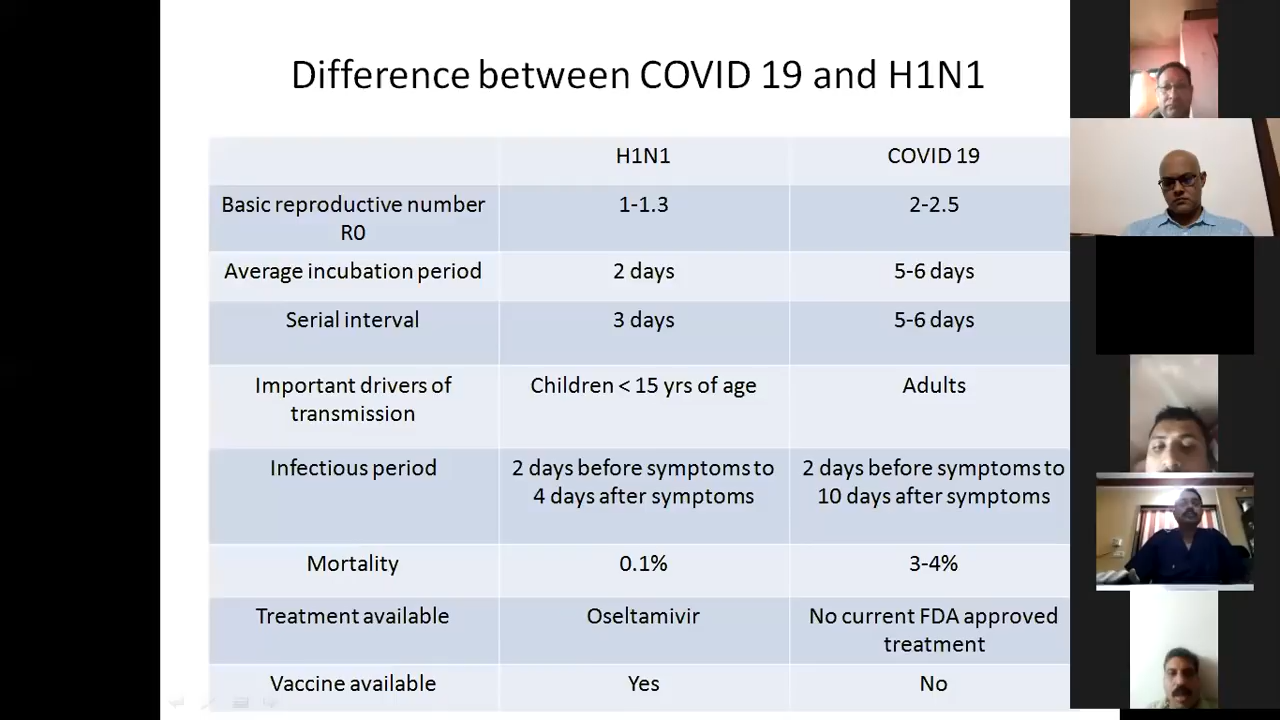 Difference between COVID 19 and H1N1
H1N1 COVID 19
Basic reproductive number 1-1.3 2-2.5
R0
Average incubation period 2 days 5-6 days
Serial interval 3 days 5-6 days
Important drivers of Children < 15 yrs of age Adults
transmission
Infectious period 2 days before symptoms to 2 days before symptoms to
4 days after symptoms 10 days after symptoms
Mortality 0.1% 3-4%
Treatment available Oseltamivir No current FDA approved
treatment
Vaccine available Yes No